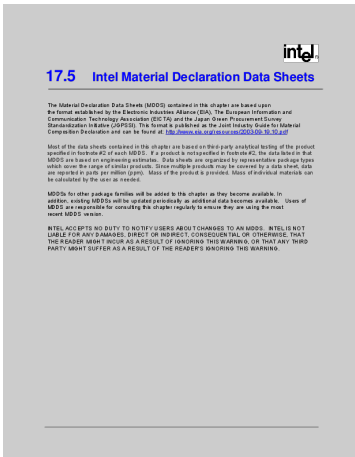 intel
17.5 Intel Material Declaration Data Sheets
The Material Declaration Data Sheets (MDDS) contained in this chapter are based upon
the format established by the Electronic Industries Alliance (EIA), The European Information and
Communication Technology Association (EICTA) and the Japan Green Procurement Survey
Standardization Initiative (JGPSSI). This format is published as the Joint Industry Guide for Material
Composition Declaration and can be found at: http://www.eia.org/resources/2003-09-19.10.pdf
Most of the data sheets contained in this chapter are based on third-party analytical testing of the product
specified in footnote #2 of each MDDS. If a product is not specified in footnote #2, the data listed in that
MDDS are based on engineering estimates. Data sheets are organized by representative package types
which cover the range of similar products. Since multiple products may be covered by a data sheet, data
are reported in parts per million (ppm). Mass of the product is provided. Mass of individual materials can
be calculated by the user as needed.
MDDSs for other package families will be added to this chapter as they become available. In
addition, existing MDDSs will be updated periodically as additional data becomes available. Users of
MDDS are responsible for consulting this chapter regularly to ensure they are using the most
recent MDDS version.
INTEL ACCEPTS NO DUTY TO NOTIFY USERS ABOUT CHANGES TO AN MDDS. INTEL IS NOT
LIABLE FOR ANY DAMAGES, DIRECT OR INDIRECT, CONSEQUENTIAL OR OTHERWISE, THAT
THE READER MIGHT INCUR AS A RESULT OF IGNORING THIS WARNING, OR THAT ANY THIRD
PARTY MIGHT SUFFER AS A RESULT OF THE READER'S IGNORING THIS WARNING.